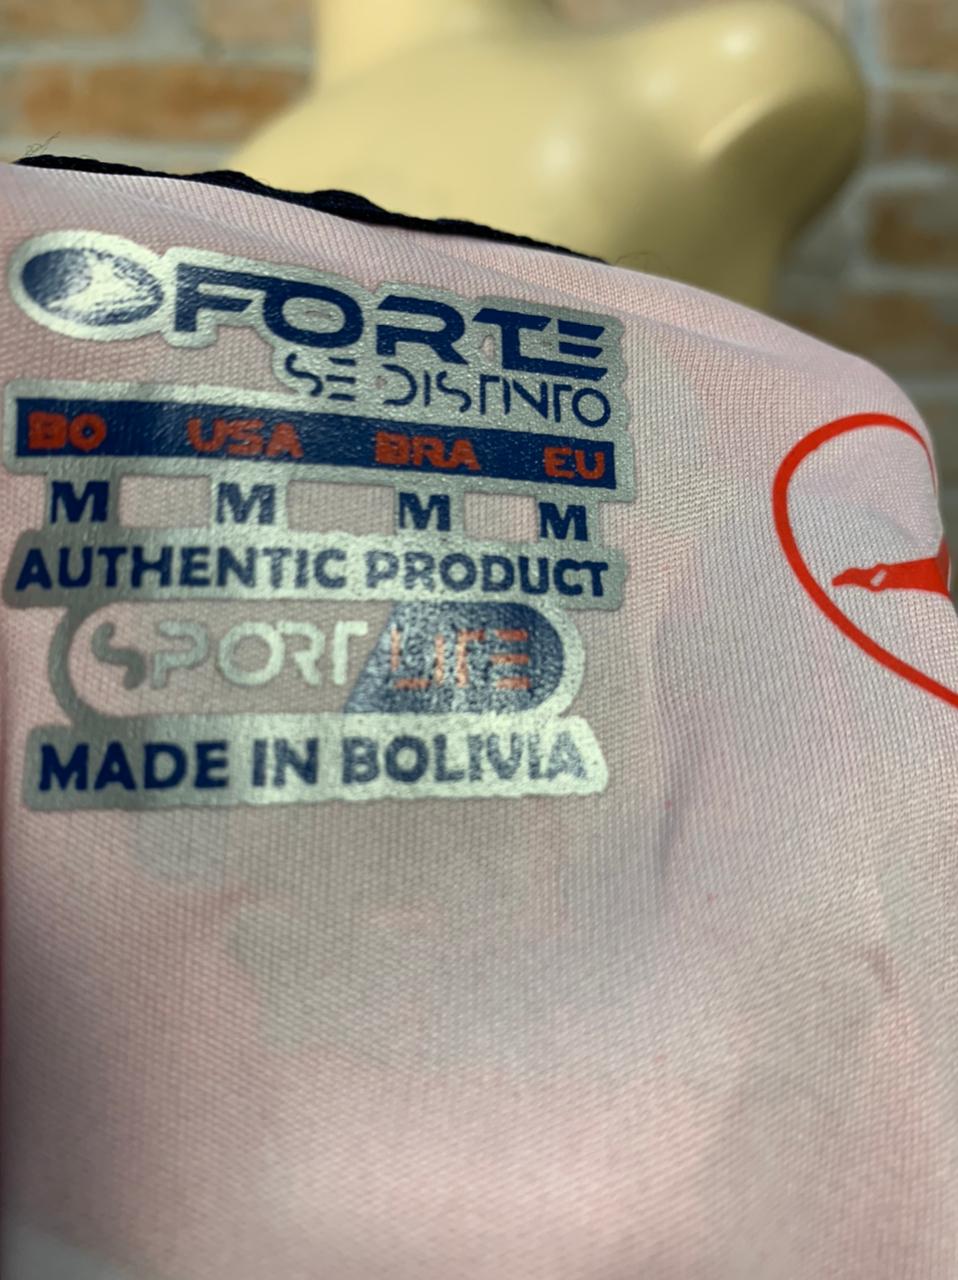 FORTE
SE DISTINTO
BO USA BRA EU
M M M M
AUTHENTIC PRODUCT
SPORT LIFE
MADE IN BOLIVIA